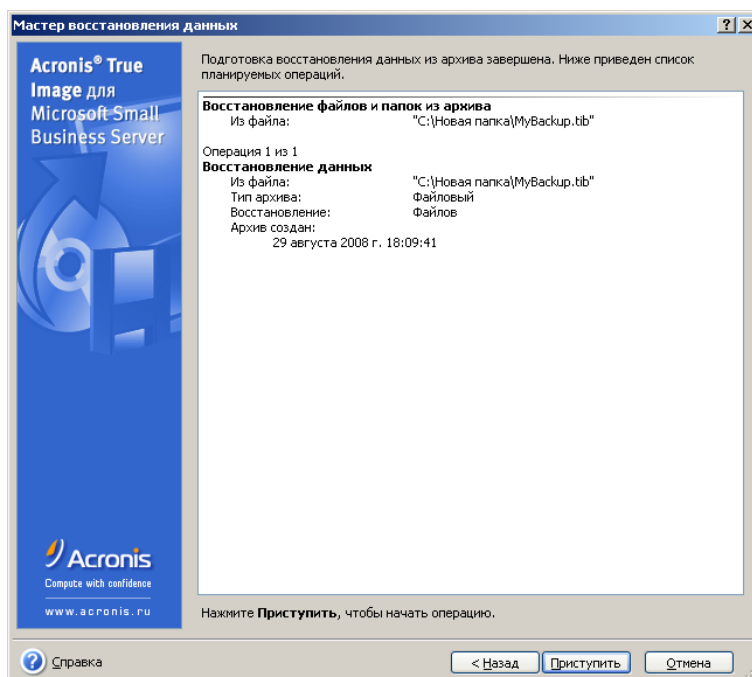 Мастер восстановления данных
Acronis® True
Image для
Microsoft Small
Business Server
Подготовка восстановления данных из архива завершена. Ниже приведен список
планируемых операций.
Восстановление файлов и папок из архива
Из файла: "C:\Новая папка\MyBackup.tib"
Операция 1 из 1
Восстановление данных
Из файла: "C:\Новая папка\MyBackup.tib"
Тип архива: Файловый
Восстановление: Файлов
Архив создан:
29 августа 2008 г. 18:09:41
Acronis
Compute with confidence
www.acronis.ru
Нажмите Приступить, чтобы начать операцию.
Справка
< Назад
Приступить
Отмена